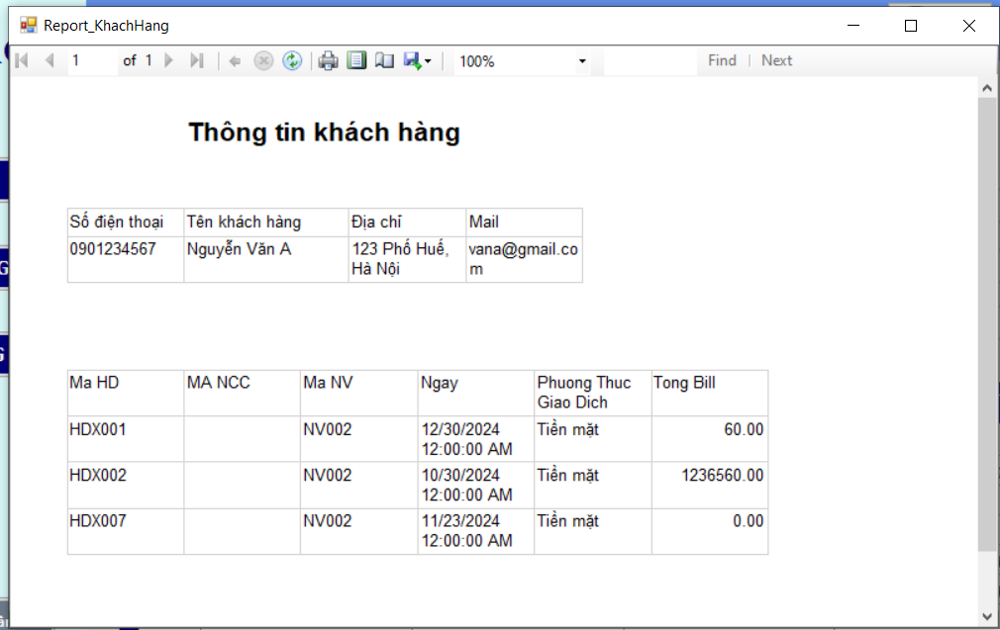 Report_KhachHang
1 of 1 100% Find | Next
Thông tin khách hàng
Số điện thoại Tên khách hàng Địa chỉ Mail
0901234567 Nguyễn Văn A 123 Phố Huế, vana@gmail.co
Hà Nội m
Ma HD MA NCC Ma NV Ngay Phuong Thuc Tong Bill
Giao Dich
HDX001 NV002 12/30/2024 Tiền mặt 60.00
12:00:00 AM
HDX002 NV002 10/30/2024 Tiền mặt 1236560.00
12:00:00 AM
HDX007 NV002 11/23/2024 Tiền mặt 0.00
12:00:00 AM